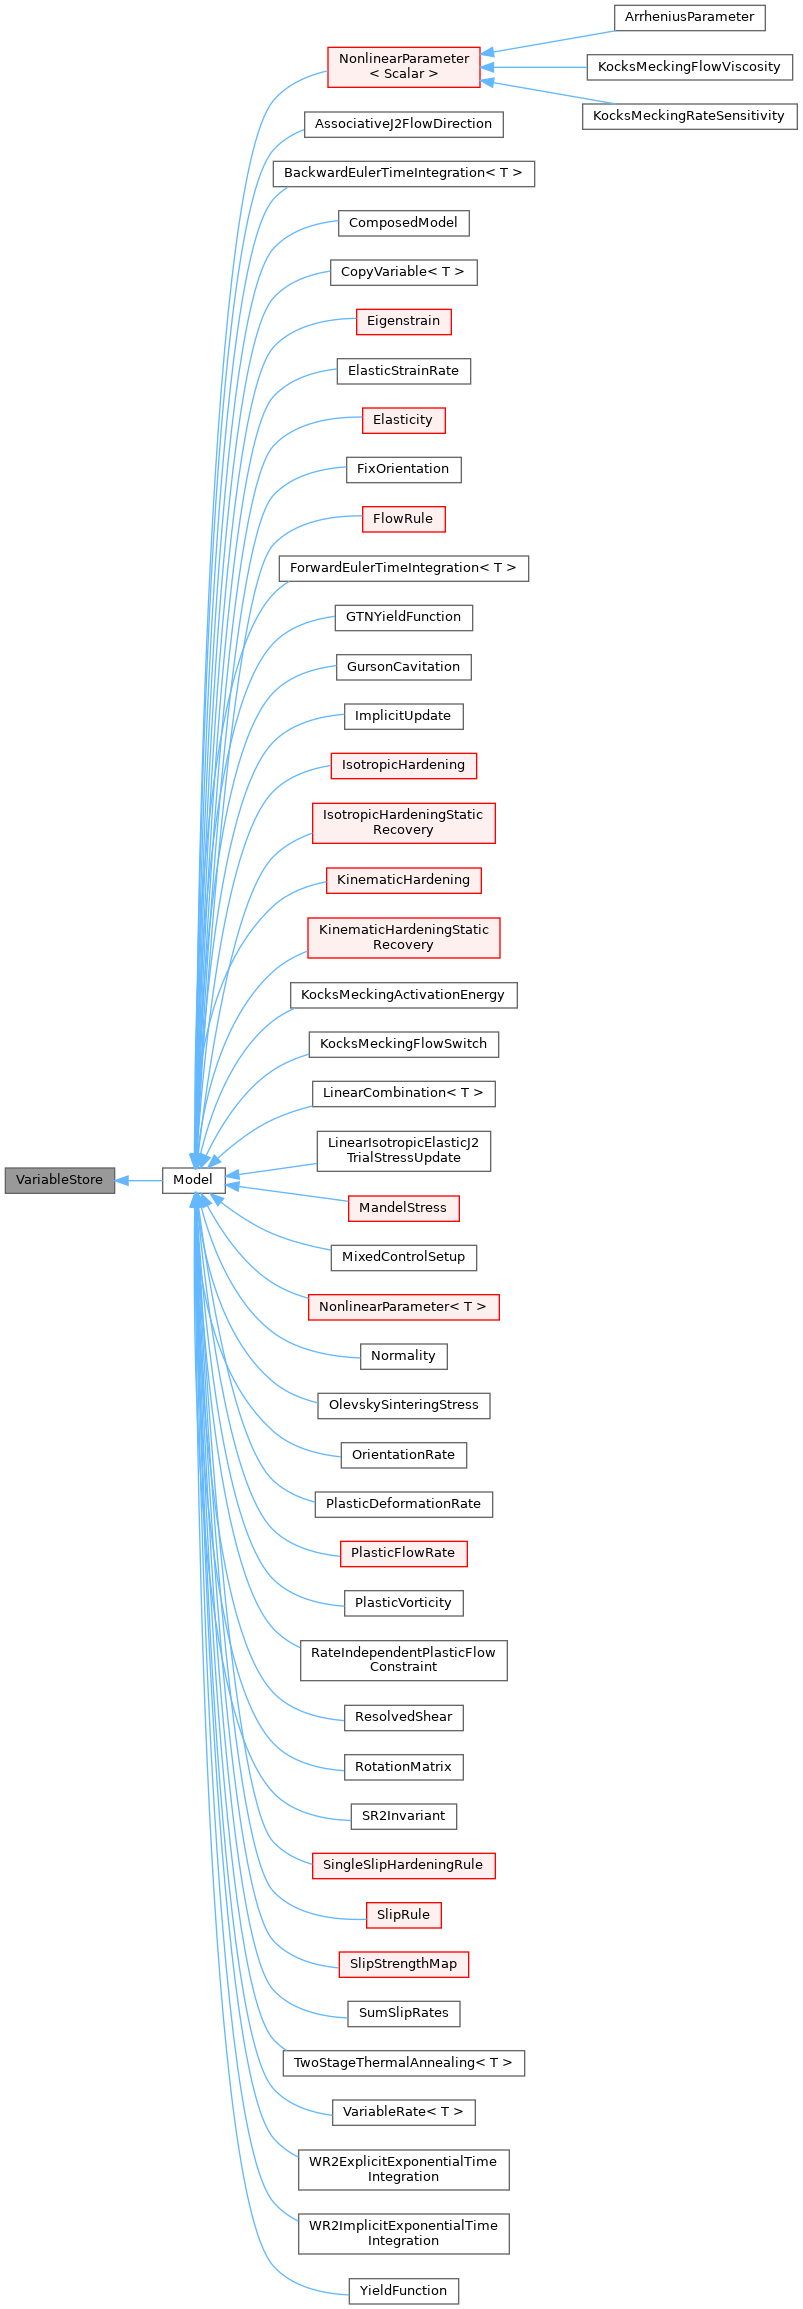 ArrheniusParameter
NonlinearParameter
< Scalar >
KocksMeckingFlowViscosity
KocksMeckingRateSensitivity
AssociativeJ2FlowDirection
BackwardEulerTimeIntegration< T >
ComposedModel
CopyVariable< T >
Eigenstrain
ElasticStrainRate
Elasticity
FixOrientation
FlowRule
ForwardEulerTimeIntegration< T >
GTNYieldFunction
GursonCavitation
ImplicitUpdate
IsotropicHardening
IsotropicHardeningStatic
Recovery
KinematicHardening
KinematicHardeningStatic
Recovery
KocksMeckingActivationEnergy
KocksMeckingFlowSwitch
LinearCombination< T >
LinearIsotropicElasticJ2
TrialStressUpdate
VariableStore
Model
MandelStress
MixedControlSetup
NonlinearParameter< T >
Normality
OlevskySinteringStress
OrientationRate
PlasticDeformationRate
PlasticFlowRate
PlasticVorticity
RateIndependentPlasticFlow
Constraint
ResolvedShear
RotationMatrix
SR2Invariant
SingleSlipHardeningRule
SlipRule
SlipStrengthMap
SumSlipRates
TwoStageThermalAnnealing< T >
VariableRate< T >
WR2ExplicitExponentialTime
Integration
WR2ImplicitExponentialTime
Integration
YieldFunction